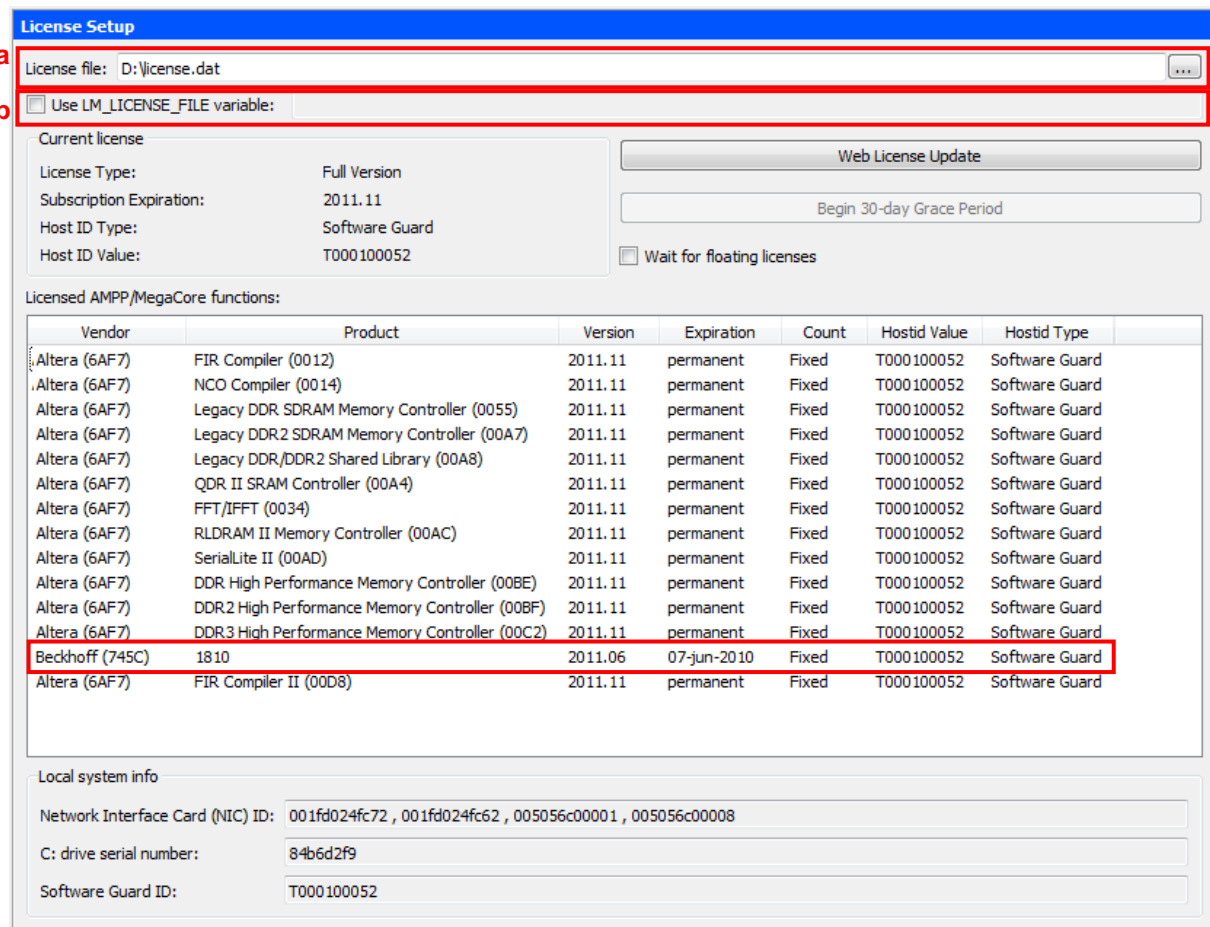 License Setup
a
License file: D:\license.dat ...
b
Use LM_LICENSE_FILE variable:
Current license
License Type: Full Version
Subscription Expiration: 2011.11
Host ID Type: Software Guard
Host ID Value: T000100052
Web License Update
Begin 30-day Grace Period
Wait for floating licenses
Licensed AMPP/MegaCore functions:
Vendor Product Version Expiration Count Hostid Value Hostid Type
Altera (6AF7) FIR Compiler (0012) 2011.11 permanent Fixed T000100052 Software Guard
Altera (6AF7) NCO Compiler (0014) 2011.11 permanent Fixed T000100052 Software Guard
Altera (6AF7) Legacy DDR SDRAM Memory Controller (0055) 2011.11 permanent Fixed T000100052 Software Guard
Altera (6AF7) Legacy DDR2 SDRAM Memory Controller (00A7) 2011.11 permanent Fixed T000100052 Software Guard
Altera (6AF7) Legacy DDR/DDR2 Shared Library (00A8) 2011.11 permanent Fixed T000100052 Software Guard
Altera (6AF7) QDR II SRAM Controller (00A4) 2011.11 permanent Fixed T000100052 Software Guard
Altera (6AF7) FFT/IFFT (0034) 2011.11 permanent Fixed T000100052 Software Guard
Altera (6AF7) RLDRAM II Memory Controller (00AC) 2011.11 permanent Fixed T000100052 Software Guard
Altera (6AF7) SerialLite II (00AD) 2011.11 permanent Fixed T000100052 Software Guard
Altera (6AF7) DDR High Performance Memory Controller (00BE) 2011.11 permanent Fixed T000100052 Software Guard
Altera (6AF7) DDR2 High Performance Memory Controller (00BF) 2011.11 permanent Fixed T000100052 Software Guard
Altera (6AF7) DDR3 High Performance Memory Controller (00C2) 2011.11 permanent Fixed T000100052 Software Guard
Beckhoff (745C) 1810 2011.06 07-jun-2010 Fixed T000100052 Software Guard
Altera (6AF7) FIR Compiler II (00D8) 2011.11 permanent Fixed T000100052 Software Guard
Local system info
Network Interface Card (NIC) ID: 001fd024fc72 , 001fd024fc62 , 005056c00001 , 005056c00008
C: drive serial number: 84b6d2f9
Software Guard ID: T000100052